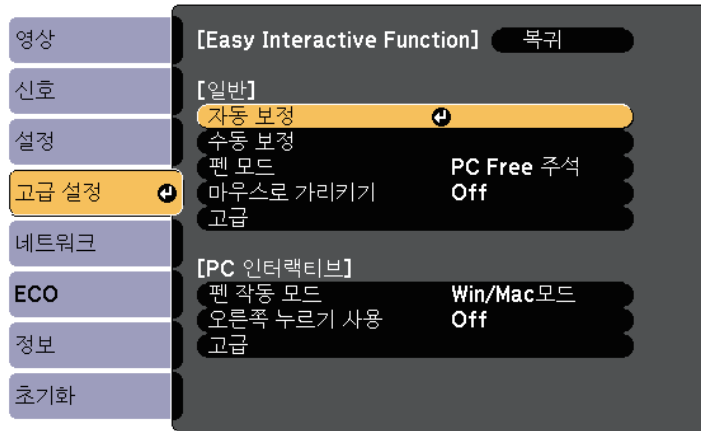 영상
신호
설정
고급 설정
네트워크
ECO
정보
초기화
[Easy Interactive Function] 복귀
[일반]
자동 보정
수동 보정
펜 모드 PC Free 주석
마우스로 가리키기 Off
고급
[PC 인터랙티브]
펜 작동 모드 Win/Mac모드
오른쪽 누르기 사용 Off
고급